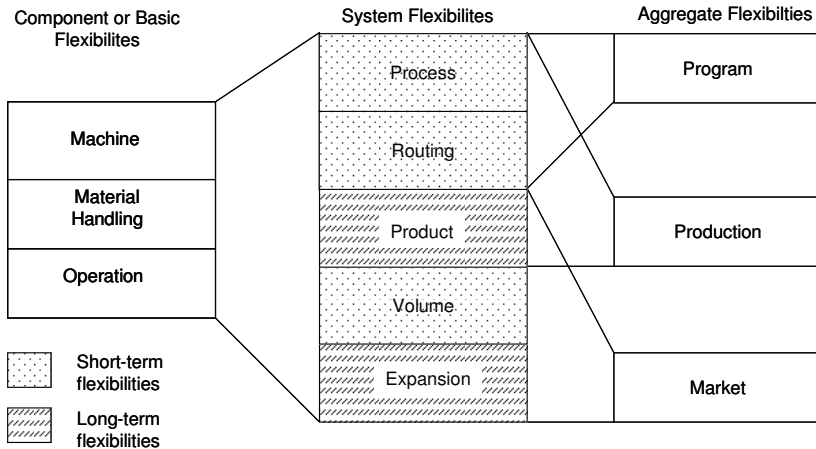 Component or Basic
Flexibilites
System Flexibilites
Aggregate Flexibilties
Machine
Material
Handling
Operation
Process
Routing
Product
Volume
Expansion
Program
Production
Market
Short-term
flexibilities
Long-term
flexibilities